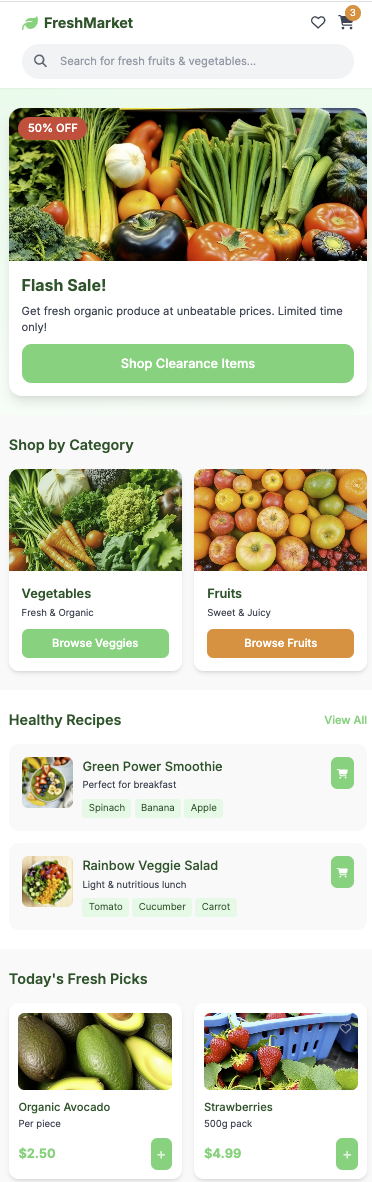 FreshMarket
3
Search for fresh fruits & vegetables...
50% OFF
Flash Sale!
Get fresh organic produce at unbeatable prices. Limited time
only!
Shop Clearance Items
Shop by Category
Vegetables
Fresh & Organic
Browse Veggies
Fruits
Sweet & Juicy
Browse Fruits
Healthy Recipes
View All
Green Power Smoothie
Perfect for breakfast
Spinach Banana Apple
Rainbow Veggie Salad
Light & nutritious lunch
Tomato Cucumber Carrot
Today's Fresh Picks
Organic Avocado
Per piece
$2.50
+
Strawberries
500g pack
$4.99
+